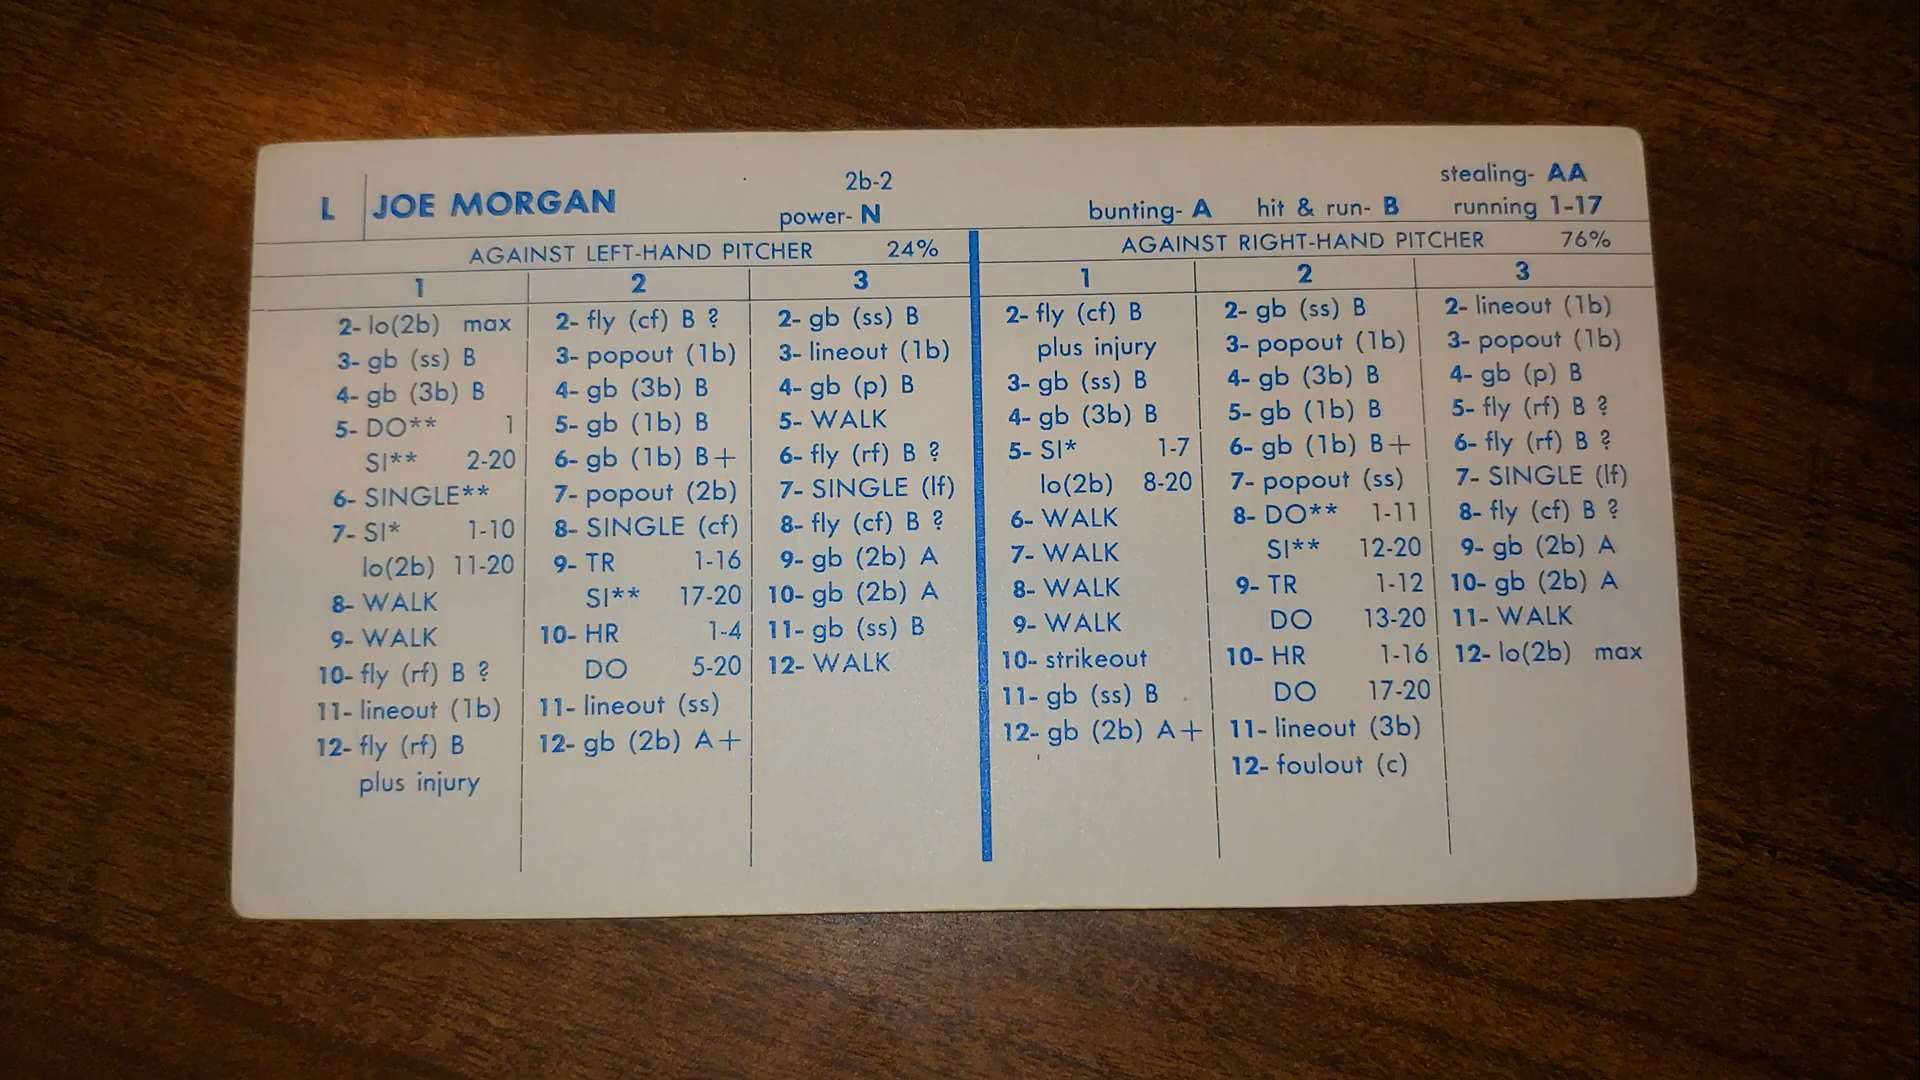 L JOE MORGAN
2b-2
power- N
bunting- A hit & run- B
stealing- AA
running 1-17
AGAINST LEFT-HAND PITCHER 24%
1 2 3
2- lo(2b) max
3- gb (ss) B
4- gb (3b) B
5- DO** 1
SI** 2-20
6- SINGLE**
7- SI* 1-10
lo(2b) 11-20
8- WALK
9- WALK
10- fly (rf) B ?
11- lineout (1b)
12- fly (rf) B
plus injury
2- fly (cf) B ?
3- popout (1b)
4- gb (3b) B
5- gb (1b) B
6- gb (1b) B+
7- popout (2b)
8- SINGLE (cf)
9- TR 1-16
SI** 17-20
10- HR 1-4
DO 5-20
11- lineout (ss)
12- gb (2b) A+
2- gb (ss) B
3- lineout (1b)
4- gb (p) B
5- WALK
6- fly (rf) B ?
7- SINGLE (lf)
8- fly (cf) B ?
9- gb (2b) A
10- gb (2b) A
11- gb (ss) B
12- WALK
AGAINST RIGHT-HAND PITCHER 76%
1 2 3
2- fly (cf) B
plus injury
3- gb (ss) B
4- gb (3b) B
5- SI* 1-7
lo(2b) 8-20
6- WALK
7- WALK
8- WALK
9- WALK
10- strikeout
11- gb (ss) B
12- gb (2b) A+
2- gb (ss) B
3- popout (1b)
4- gb (3b) B
5- gb (1b) B
6- gb (1b) B+
7- popout (ss)
8- DO** 1-11
SI** 12-20
9- TR 1-12
DO 13-20
10- HR 1-16
DO 17-20
11- lineout (3b)
12- foulout (c)
2- lineout (1b)
3- popout (1b)
4- gb (p) B
5- fly (rf) B ?
6- fly (rf) B ?
7- SINGLE (lf)
8- fly (cf) B ?
9- gb (2b) A
10- gb (2b) A
11- WALK
12- lo(2b) max